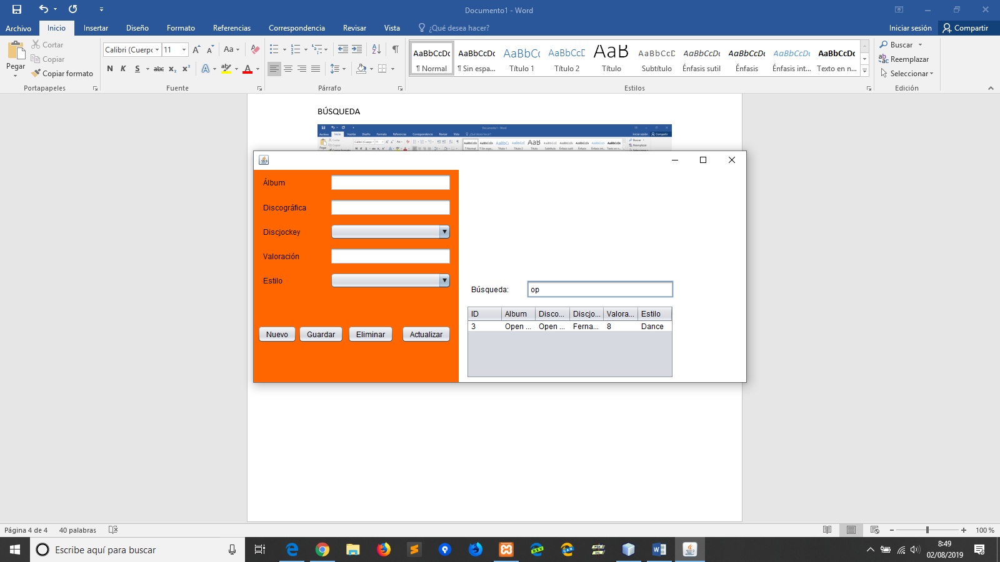 Documento1 - Word
Archivo Inicio Insertar Diseño Formato Referencias Correspondencia Revisar Vista ¿Qué desea hacer? Iniciar sesión Compartir
Pegar
Cortar
Copiar
Copiar formato
Portapapeles
Calibri (Cuerpo 11
N K S abc x₂ x²
Fuente
Párrafo
AaBbCcDc AaBbCcDc AaBbCc AaBbCcD AaB AaBbCcD AaBbCcDc AaBbCcDc AaBbCcDc AaBbCcDc
¶ Normal ¶ Sin espa... Título 1 Título 2 Título Subtítulo Énfasis sutil Énfasis Énfasis int... Texto en n...
Estilos
Buscar
Reemplazar
Seleccionar
Edición
BÚSQUEDA
Álbum
Discográfica
Discjockey
Valoración
Estilo
Nuevo Guardar Eliminar Actualizar
Búsqueda: op
ID Album Disco... Discjo... Valora... Estilo
3 Open ... Open ... Ferna... 8 Dance
Página 4 de 4 40 palabras 100 %
Escribe aquí para buscar
8:49
02/08/2019